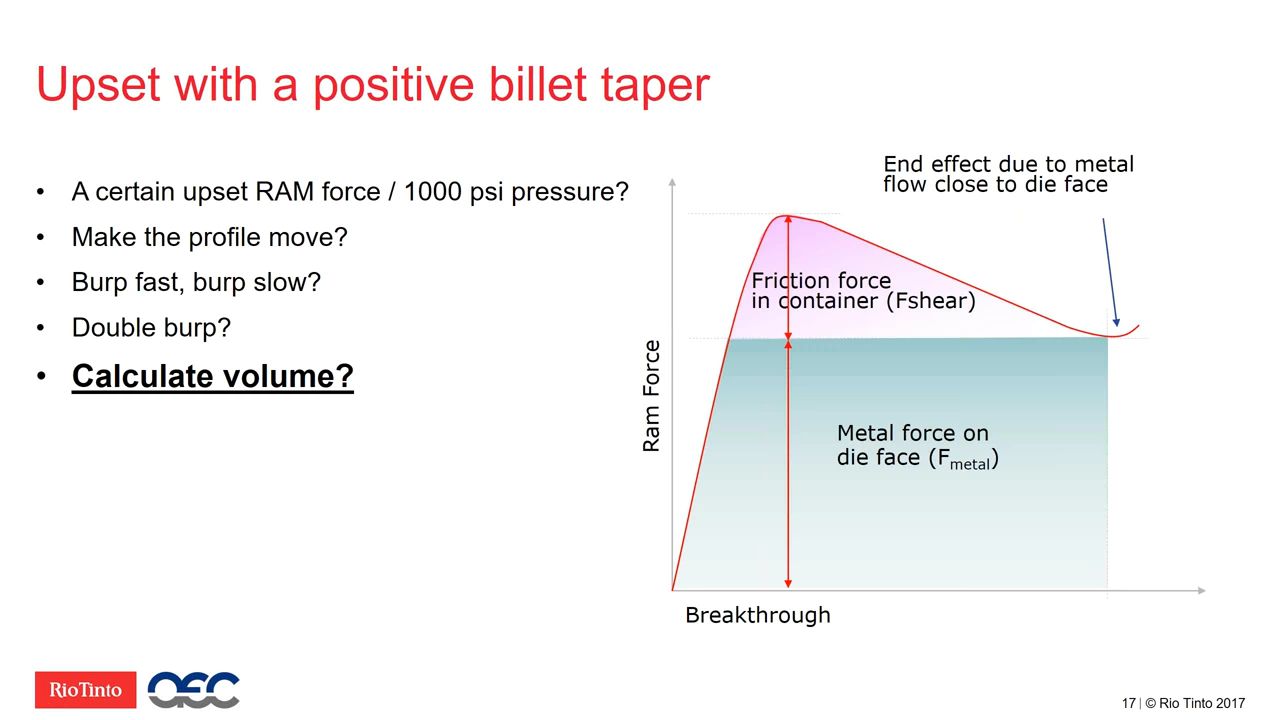 Upset with a positive billet taper
• A certain upset RAM force / 1000 psi pressure?
• Make the profile move?
• Burp fast, burp slow?
• Double burp?
• Calculate volume?
End effect due to metal
flow close to die face
Friction force
in container (Fshear)
Ram Force
Metal force on
die face (Fmetal)
Breakthrough
RioTinto
AEC
17 | © Rio Tinto 2017